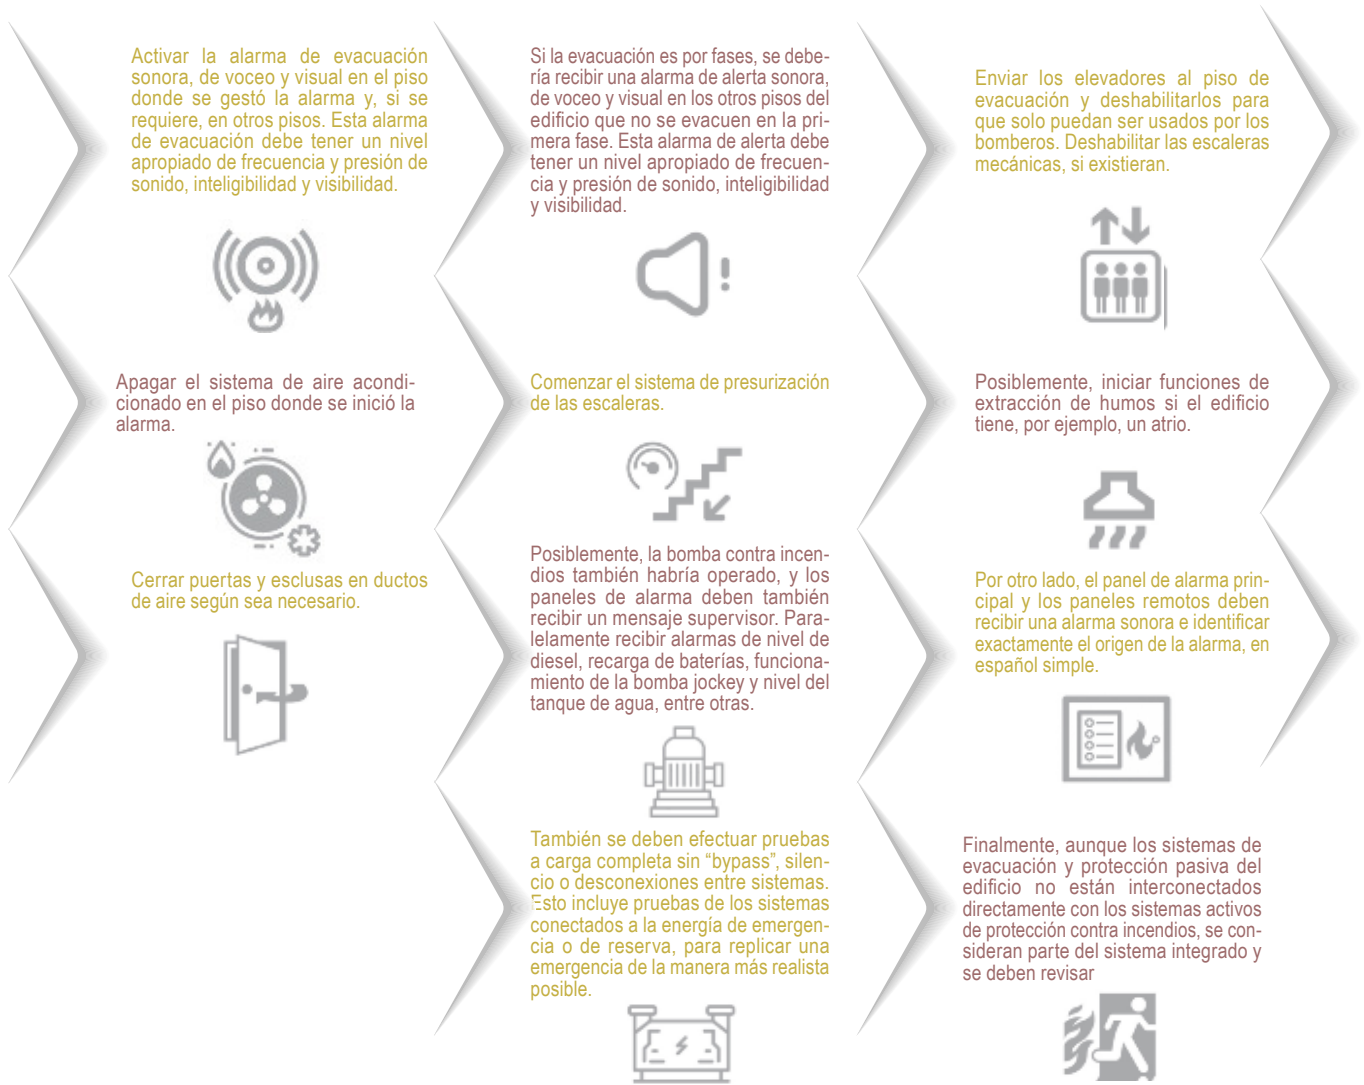 Activar la alarma de evacuación
sonora, de voceo y visual en el piso
donde se gestó la alarma y, si se
requiere, en otros pisos. Esta alarma
de evacuación debe tener un nivel
apropiado de frecuencia y presión de
sonido, inteligibilidad y visibilidad.
Si la evacuación es por fases, se debe-
ría recibir una alarma de alerta sonora,
de voceo y visual en los otros pisos del
edificio que no se evacuen en la pri-
mera fase. Esta alarma de alerta debe
tener un nivel apropiado de frecuen-
cia y presión de sonido, inteligibilidad
y visibilidad.
Enviar los elevadores al piso de
evacuación y deshabilitarlos para
que solo puedan ser usados por los
bomberos. Deshabilitar las escaleras
mecánicas, si existieran.
Apagar el sistema de aire acondi-
cionado en el piso donde se inició la
alarma.
Comenzar el sistema de presurización
de las escaleras.
Posiblemente, iniciar funciones de
extracción de humos si el edificio
tiene, por ejemplo, un atrio.
Cerrar puertas y esclusas en ductos
de aire según sea necesario.
Posiblemente, la bomba contra incen-
dios también habría operado, y los
paneles de alarma deben también
recibir un mensaje supervisor. Para-
lelamente recibir alarmas de nivel de
diesel, recarga de baterías, funciona-
miento de la bomba jockey y nivel del
tanque de agua, entre otras.
Por otro lado, el panel de alarma prin-
cipal y los paneles remotos deben
recibir una alarma sonora e identificar
exactamente el origen de la alarma, en
español simple.
También se deben efectuar pruebas
a carga completa sin “bypass”, silen-
cio o desconexiones entre sistemas.
Esto incluye pruebas de los sistemas
conectados a la energía de emergen-
cia o de reserva, para replicar una
emergencia de la manera más realista
posible.
Finalmente, aunque los sistemas de
evacuación y protección pasiva del
edificio no están interconectados
directamente con los sistemas activos
de protección contra incendios, se con-
sideran parte del sistema integrado y
se deben revisar